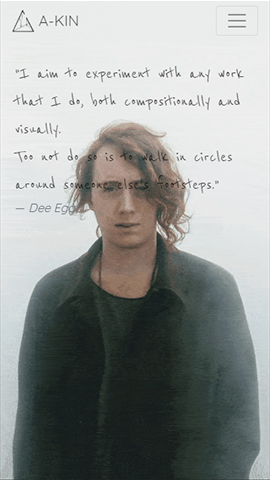 A-KIN
"I aim to experiment with any work
that I do, both compositionally and
visually.
Too not do so is to walk in circles
around someone else's footsteps."
— Dee Egg